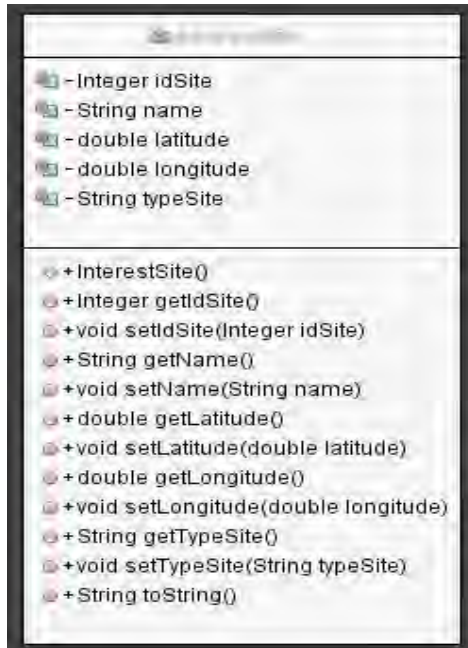 -Integer idSite
-String name
-double latitude
-double longitude
-String typeSite
+InterestSite()
+Integer getIdSite()
+void setIdSite(Integer idSite)
+String getName()
+void setName(String name)
+double getLatitude()
+void setLatitude(double latitude)
+double getLongitude()
+void setLongitude(double longitude)
+String getTypeSite()
+void setTypeSite(String typeSite)
+String toString()